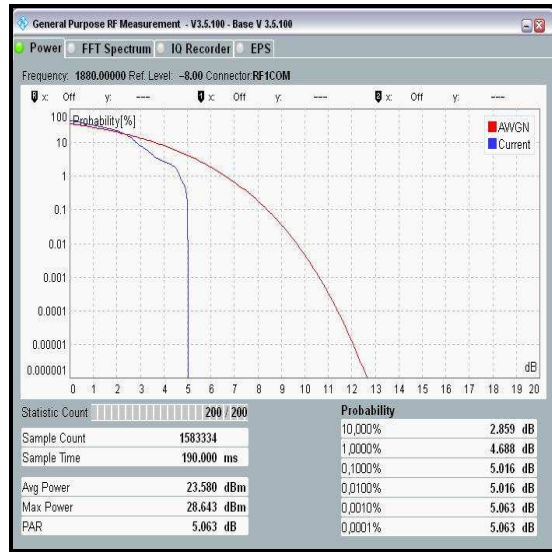 General Purpose RF Measurement - V3.5.100 - Base V 3.5.100
Power FFT Spectrum IQ Recorder EPS
Frequency: 1880.00000 Ref. Level: -8.00 Connector:RF1COM
x: Off y: --- x: Off y: --- x: Off y: ---
Probability[%]
AWGN
Current
100
10
1
0.1
0.01
0.001
0.0001
0.00001
0.000001
dB
0 1 2 3 4 5 6 7 8 9 10 11 12 13 14 15 16 17 18 19 20
Statistic Count 200 / 200
Sample Count 1583334
Sample Time 190.000 ms
Avg Power 23.580 dBm
Max Power 28.643 dBm
PAR 5.063 dB
Probability
10,000% 2.859 dB
1,0000% 4.688 dB
0,1000% 5.016 dB
0,0100% 5.016 dB
0,0010% 5.063 dB
0,0001% 5.063 dB